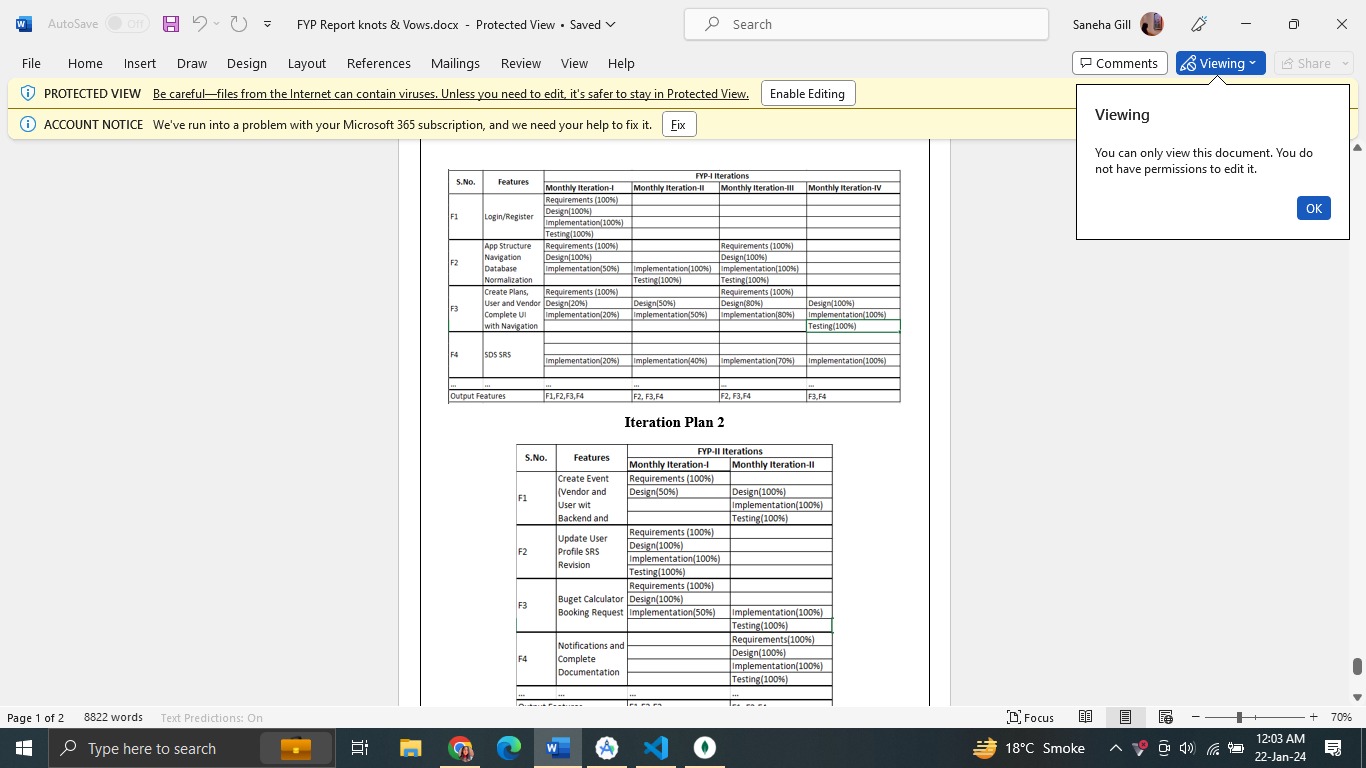 AutoSave Off FYP Report knots & Vows.docx - Protected View • Saved Search Saneha Gill
File Home Insert Draw Design Layout References Mailings Review View Help Comments Viewing Share
PROTECTED VIEW Be careful—files from the Internet can contain viruses. Unless you need to edit, it's safer to stay in Protected View. Enable Editing
ACCOUNT NOTICE We've run into a problem with your Microsoft 365 subscription, and we need your help to fix it. Fix
Viewing
You can only view this document. You do
not have permissions to edit it.
OK
S.No. Features FYP-I Iterations
Monthly Iteration-I Monthly Iteration-II Monthly Iteration-III Monthly Iteration-IV
F1 Login/Register Requirements (100%)
Design(100%)
Implementation(100%)
Testing(100%)
F2 App Structure Requirements (100%) Requirements (100%)
Navigation Design(100%) Design(100%)
Database Implementation(50%) Implementation(100%) Implementation(100%)
Normalization Testing(100%) Testing(100%)
F3 Create Plans, Requirements (100%) Requirements (100%)
User and Vendor Design(20%) Design(50%) Design(80%) Design(100%)
Complete UI Implementation(20%) Implementation(50%) Implementation(80%) Implementation(100%)
with Navigation Testing(100%)
F4 SDS SRS Implementation(20%) Implementation(40%) Implementation(70%) Implementation(100%)
... ... ... ... ... ...
Output Features F1,F2,F3,F4 F2, F3,F4 F2, F3,F4 F3,F4
Iteration Plan 2
S.No. Features FYP-II Iterations
Monthly Iteration-I Monthly Iteration-II
F1 Create Event Requirements (100%)
(Vendor and Design(50%) Design(100%)
User wit Implementation(100%)
Backend and Testing(100%)
F2 Update User Requirements (100%)
Profile SRS Design(100%)
Revision Implementation(100%)
Testing(100%)
F3 Buget Calculator Requirements (100%)
Booking Request Design(100%)
Implementation(50%) Implementation(100%)
Testing(100%)
F4 Notifications and Requirements(100%)
Complete Design(100%)
Documentation Implementation(100%)
Testing(100%)
... ... ... ...
Page 1 of 2 8822 words Text Predictions: On Focus 70%
Type here to search 18°C Smoke 12:03 AM
22-Jan-24